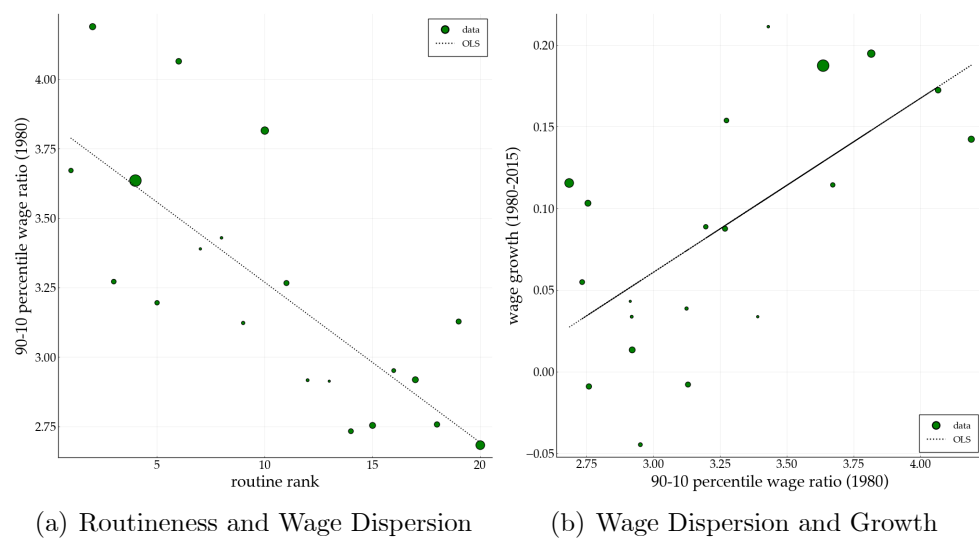 data
OLS
4.00
3.75
3.50
3.25
3.00
2.75
5
10
15
20
90-10 percentile wage ratio (1980)
routine rank
(a) Routineness and Wage Dispersion
0.20
0.15
0.10
0.05
0.00
−0.05
2.75
3.00
3.25
3.50
3.75
4.00
wage growth (1980-2015)
data
OLS
90-10 percentile wage ratio (1980)
(b) Wage Dispersion and Growth